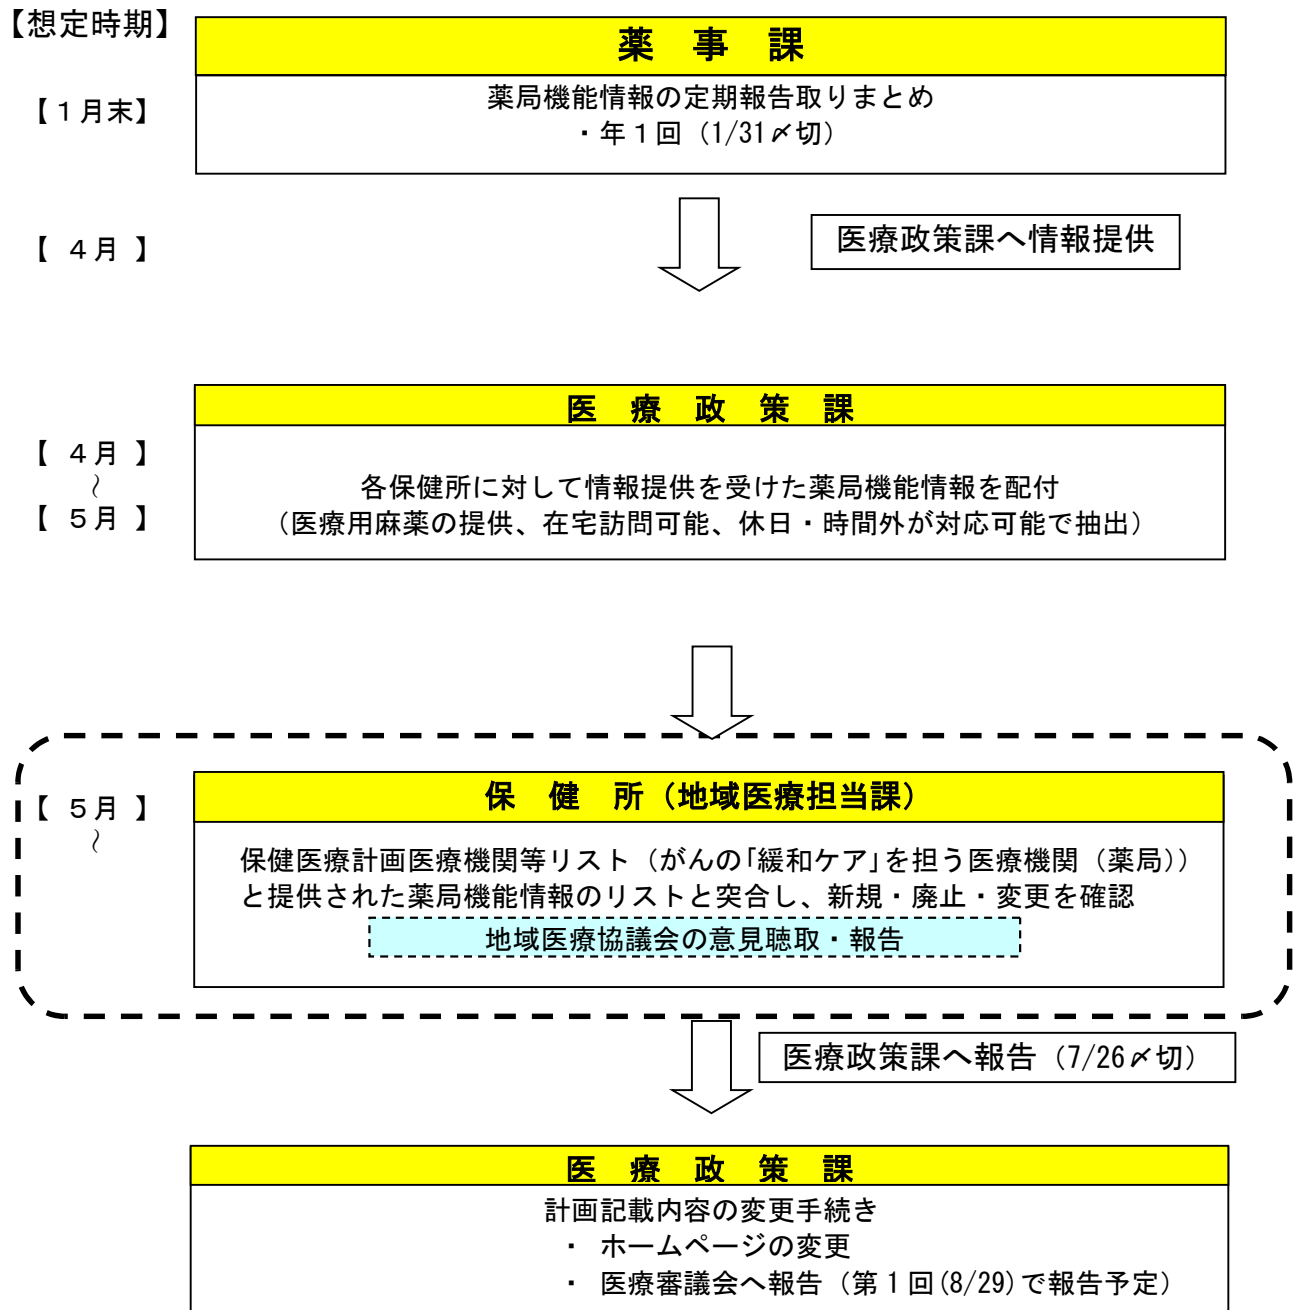 【想定時期】
薬　事　課
【１月末】
薬局機能情報の定期報告取りまとめ
・年１回（1/31〆切）
【 ４月 】
医療政策課へ情報提供
医　療　政　策　課
【 ４月 】
～
【 ５月 】
各保健所に対して情報提供を受けた薬局機能情報を配付
（医療用麻薬の提供、在宅訪問可能、休日・時間外が対応可能で抽出）
保　健　所（地域医療担当課）
【 ５月 】
～
保健医療計画医療機関等リスト（がんの「緩和ケア」を担う医療機関（薬局））
と提供された薬局機能情報のリストと突合し、新規・廃止・変更を確認
地域医療協議会の意見聴取・報告
医療政策課へ報告（7/26〆切）
医　療　政　策　課
計画記載内容の変更手続き
・ ホームページの変更
・ 医療審議会へ報告（第１回(8/29)で報告予定）